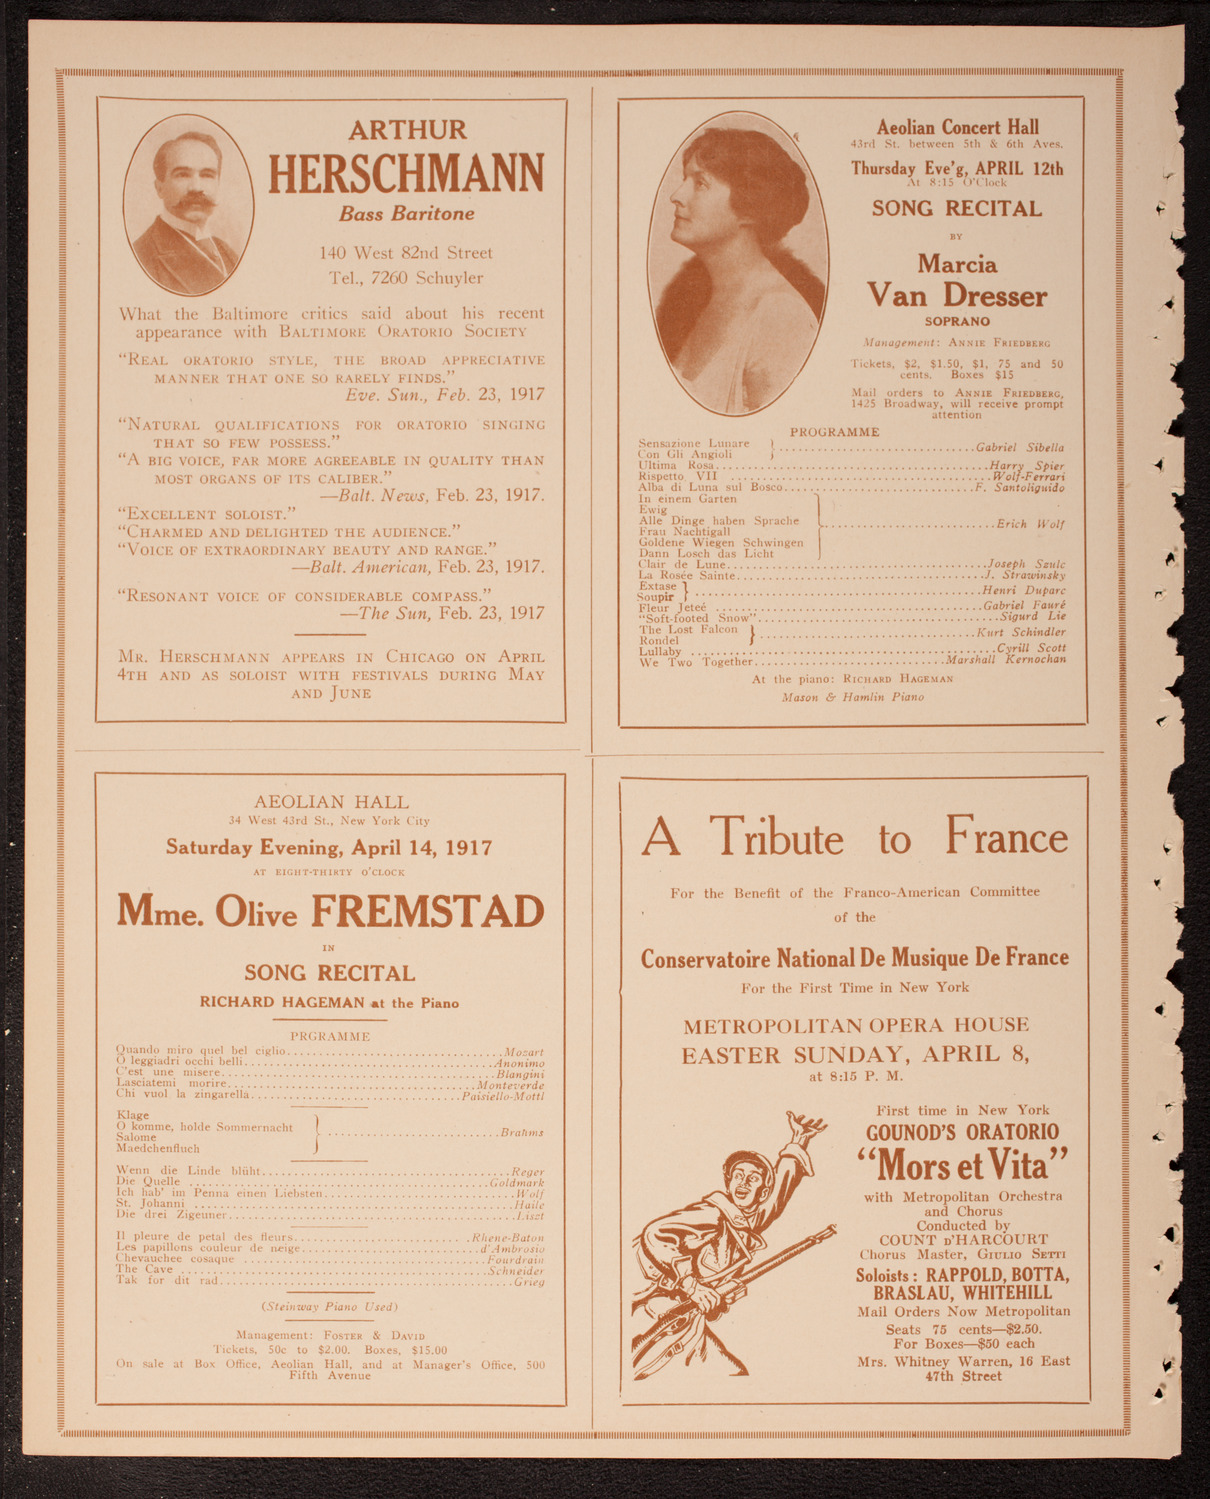 ARTHUR
HERSCHMANN
Bass Baritone
140 West 82nd Street
Tel., 7260 Schuyler
What the Baltimore critics said about his recent
appearance with BALTIMORE ORATORIO SOCIETY
"REAL ORATORIO STYLE, THE BROAD APPRECIATIVE
MANNER THAT ONE SO RARELY FINDS."
Eve. Sun., Feb. 23, 1917
"NATURAL QUALIFICATIONS FOR ORATORIO SINGING
THAT SO FEW POSSESS."
"A BIG VOICE, FAR MORE AGREEABLE IN QUALITY THAN
MOST ORGANS OF ITS CALIBER."
—Balt. News, Feb. 23, 1917.
"EXCELLENT SOLOIST."
"CHARMED AND DELIGHTED THE AUDIENCE."
"VOICE OF EXTRAORDINARY BEAUTY AND RANGE."
—Balt. American, Feb. 23, 1917.
"RESONANT VOICE OF CONSIDERABLE COMPASS."
—The Sun, Feb. 23, 1917
MR. HERSCHMANN APPEARS IN CHICAGO ON APRIL
4TH AND AS SOLOIST WITH FESTIVALS DURING MAY
AND JUNE
Aeolian Concert Hall
43rd St. between 5th & 6th Aves.
Thursday Eve'g, APRIL 12th
At 8:15 O'Clock
SONG RECITAL
BY
Marcia
Van Dresser
SOPRANO
Management: ANNIE FRIEDBERG
Tickets, $2, $1.50, $1, 75 and 50
cents. Boxes $15
Mail orders to ANNIE FRIEDBERG,
1425 Broadway, will receive prompt
attention
PROGRAMME
Sensazione Lunare
Con Gli Angioli } Gabriel Sibella
Ultima Rosa Harry Spier
Rispetto VII Wolf-Ferrari
Alba di Luna sul Bosco F. Santoliguido
In einem Garten
Ewig
Alle Dinge haben Sprache
Frau Nachtigall } Erich Wolf
Goldene Wiegen Schwingen
Dann Losch das Licht
Clair de Lune Joseph Szulc
La Rosée Sainte J. Strawinsky
Extase
Soupir } Henri Duparc
Fleur Jeteé Gabriel Fauré
"Soft-footed Snow" Sigurd Lie
The Lost Falcon
Rondel } Kurt Schindler
Lullaby Cyrill Scott
We Two Together Marshall Kernochan
At the piano: RICHARD HAGEMAN
Mason & Hamlin Piano
AEOLIAN HALL
34 West 43rd St., New York City
Saturday Evening, April 14, 1917
AT EIGHT-THIRTY O'CLOCK
Mme. Olive FREMSTAD
IN
SONG RECITAL
RICHARD HAGEMAN at the Piano
PRGRAMME
Quando miro quel bel ciglio Mozart
O leggiadri occhi belli Anonimo
C'est une misere Blangini
Lasciatemi morire Monteverde
Chi vuol la zingarella Paisiello-Mottl
Klage
O komme, holde Sommernacht
Salome } Brahms
Maedchenfluch
Wenn die Linde blüht Reger
Die Quelle Goldmark
Ich hab' im Penna einen Liebsten Wolf
St. Johanni Haile
Die drei Zigeuner Liszt
Il pleure de petal des fleurs Rhene-Baton
Les papillons couleur de neige d'Ambrosio
Chevauchee cosaque Fourdrain
The Cave Schneider
Tak for dit rad Grieg
(Steinway Piano Used)
Management: FOSTER & DAVID
Tickets, 50c to $2.00. Boxes, $15.00
On sale at Box Office, Aeolian Hall, and at Manager's Office, 500
Fifth Avenue
A Tribute to France
For the Benefit of the Franco-American Committee
of the
Conservatoire National De Musique De France
For the First Time in New York
METROPOLITAN OPERA HOUSE
EASTER SUNDAY, APRIL 8,
at 8:15 P. M.
First time in New York
GOUNOD'S ORATORIO
"Mors et Vita"
with Metropolitan Orchestra
and Chorus
Conducted by
COUNT D'HARCOURT
Chorus Master, GIULIO SETTI
Soloists: RAPPOLD, BOTTA,
BRASLAU, WHITEHILL
Mail Orders Now Metropolitan
Seats 75 cents—$2.50.
For Boxes—$50 each
Mrs. Whitney Warren, 16 East
47th Street